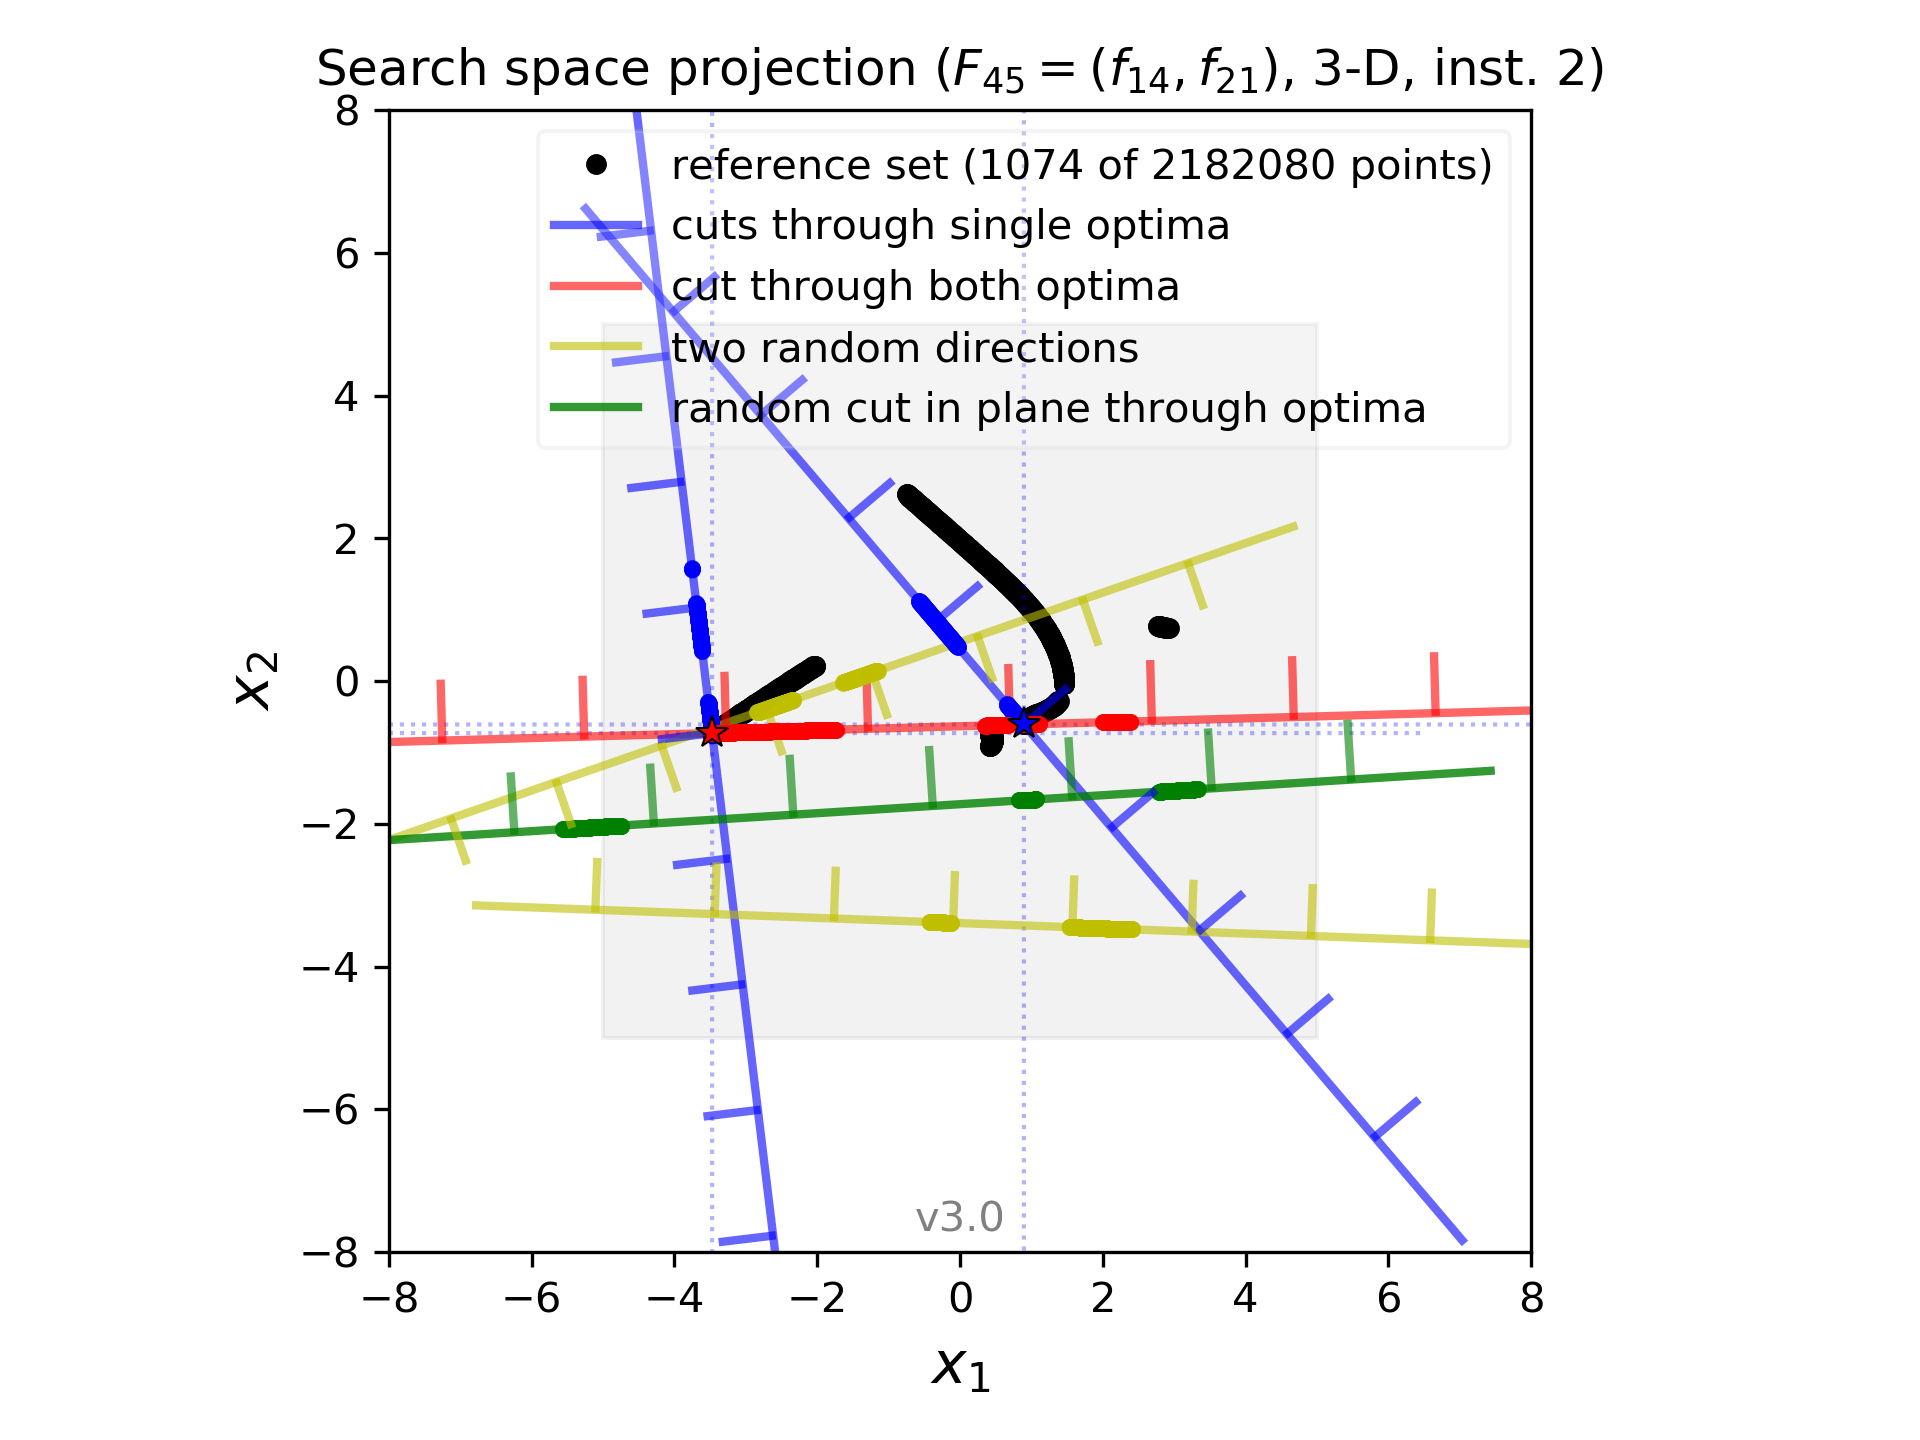 Search space projection (F45 = (f14, f21), 3-D, inst. 2)
reference set (1074 of 2182080 points)
cuts through single optima
cut through both optima
two random directions
random cut in plane through optima
8
6
4
2
0
−2
−4
−6
−8
x2
v3.0
−8 −6 −4 −2 0 2 4 6 8
x1